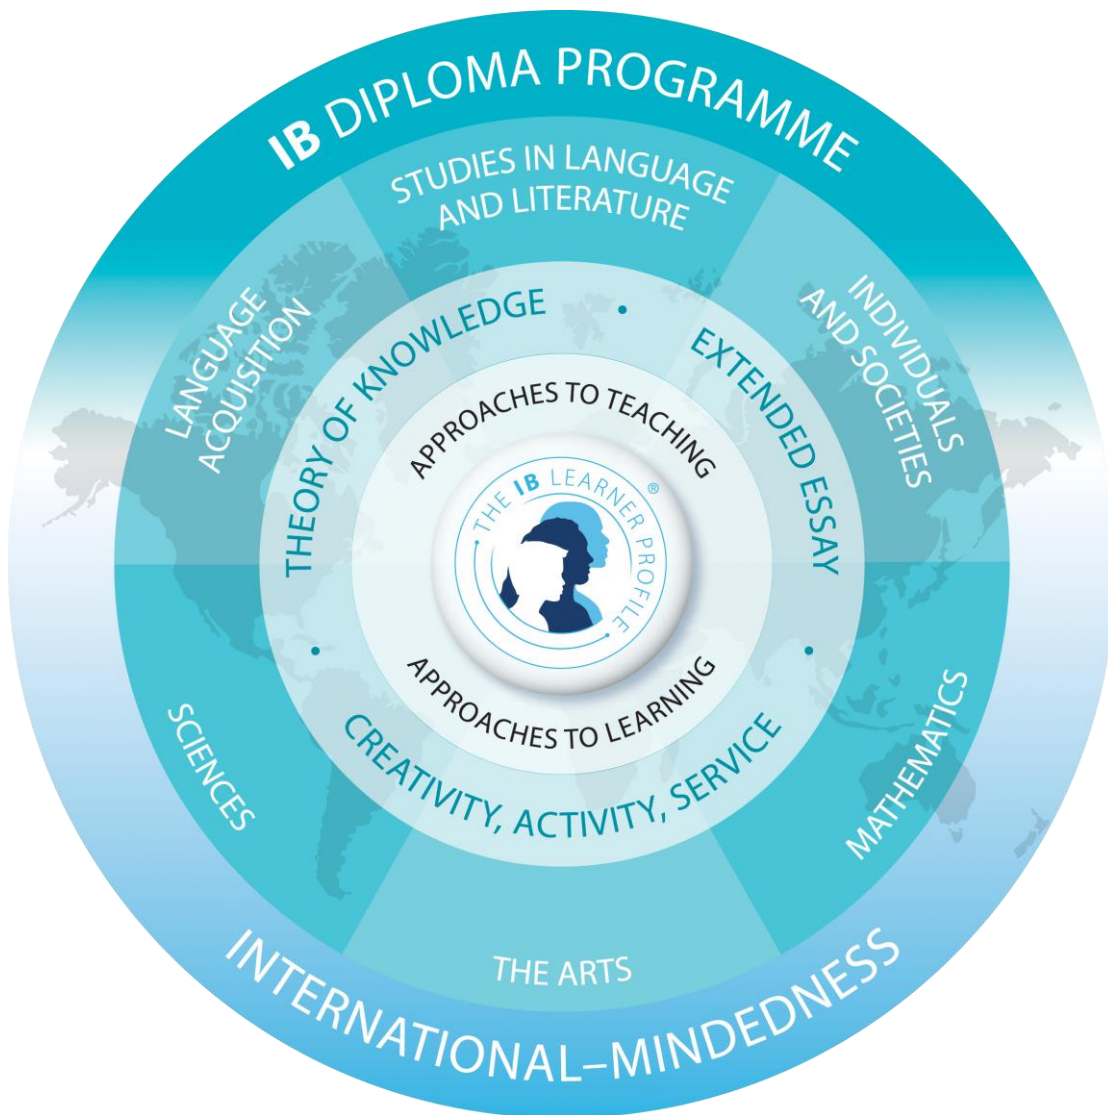 IB DIPLOMA PROGRAMME
STUDIES IN LANGUAGE
AND LITERATURE
LANGUAGE
ACQUISITION
INDIVIDUALS
AND SOCIETIES
THEORY OF KNOWLEDGE
•
EXTENDED ESSAY
•
APPROACHES TO TEACHING
THE IB LEARNER PROFILE ®
APPROACHES TO LEARNING
•
CREATIVITY, ACTIVITY, SERVICE
SCIENCES
MATHEMATICS
THE ARTS
INTERNATIONAL–MINDEDNESS